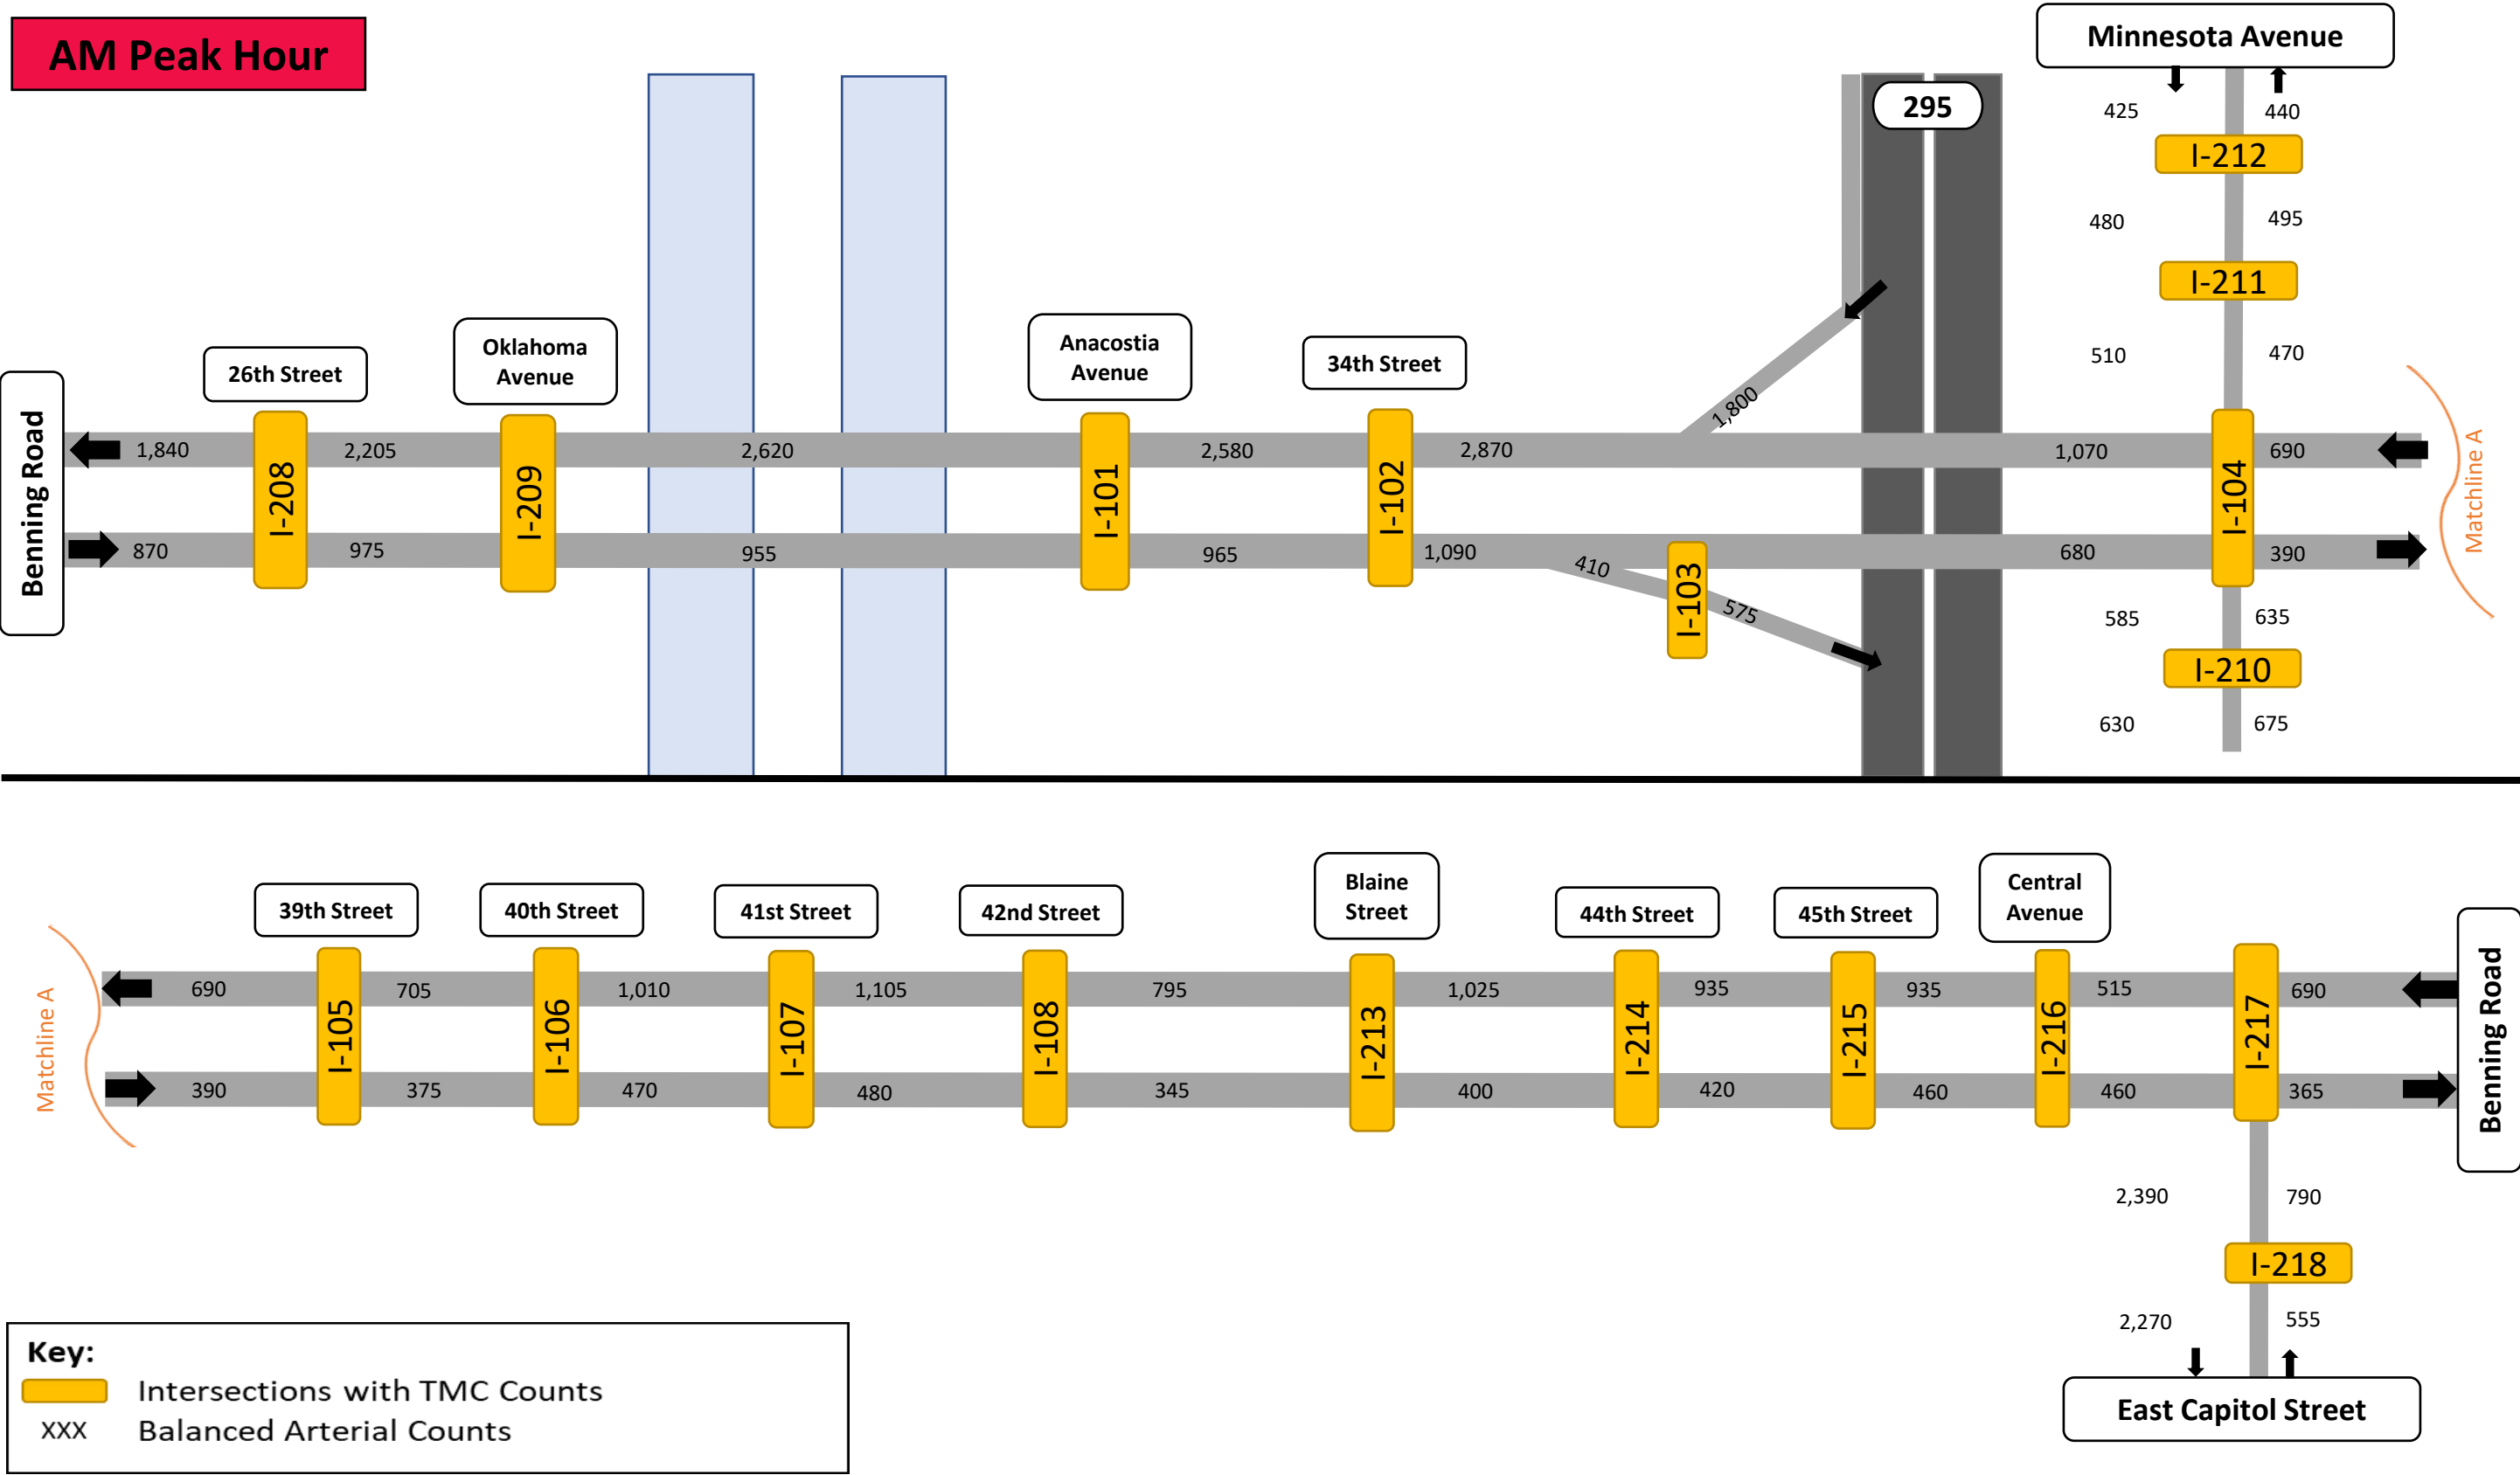 AM Peak Hour
Minnesota Avenue
295
425
440
I-212
480
495
I-211
510
470
26th Street
Oklahoma
Avenue
Anacostia
Avenue
34th Street
1,800
Benning Road
1,840
I-208
2,205
I-209
2,620
I-101
2,580
I-102
2,870
1,070
I-104
690
Matchline A
870
975
955
965
1,090
410
I-103
575
680
390
585
635
I-210
630
675
39th Street
40th Street
41st Street
42nd Street
Blaine
Street
44th Street
45th Street
Central
Avenue
Matchline A
690
I-105
705
I-106
1,010
I-107
1,105
I-108
795
I-213
1,025
I-214
935
I-215
935
I-216
515
I-217
690
Benning Road
390
375
470
480
345
400
420
460
460
365
2,390
790
I-218
2,270
555
East Capitol Street
Key:
Intersections with TMC Counts
XXX Balanced Arterial Counts